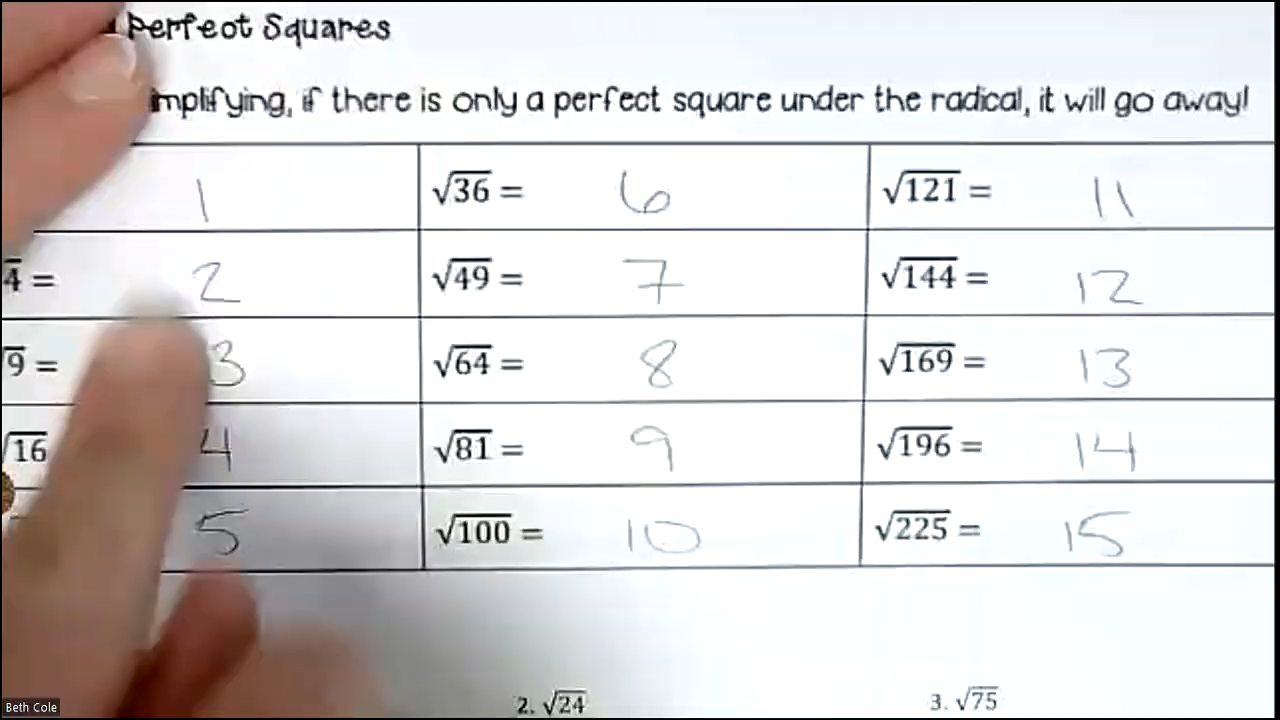 Perfect Squares
implifying, if there is only a perfect square under the radical, it will go away!
1 √36 = 6 √121 = 11
√4 = 2 √49 = 7 √144 = 12
√9 = 3 √64 = 8 √169 = 13
√16 4 √81 = 9 √196 = 14
5 √100 = 10 √225 = 15
2. √24 3. √75
Beth Cole